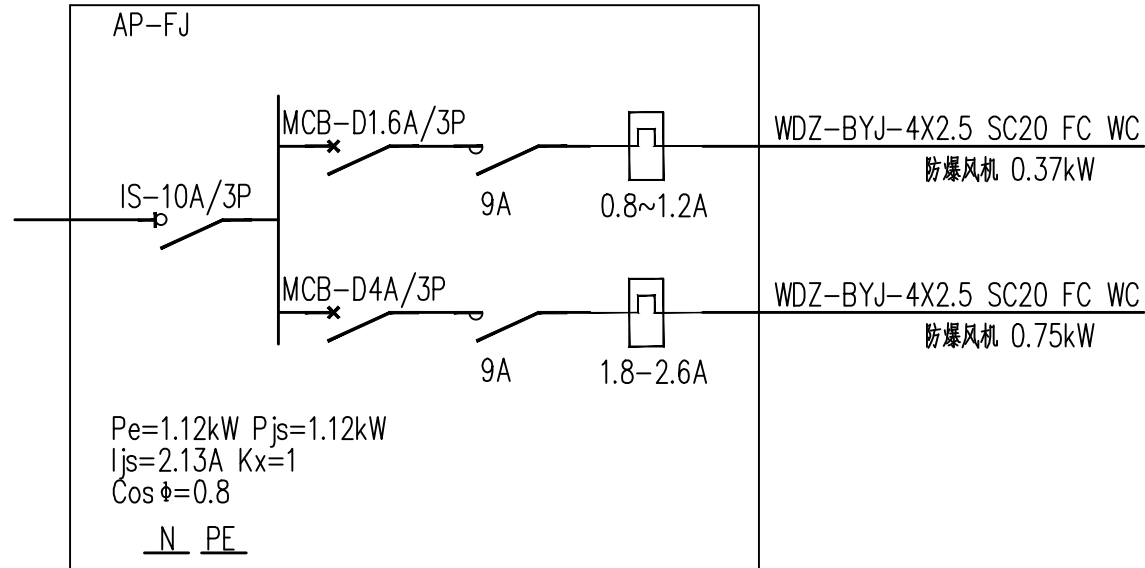 AP-FJ
MCB-D1.6A/3P
WDZ-BYJ-4X2.5 SC20 FC WC
防爆风机 0.37kW
IS-10A/3P
9A
0.8~1.2A
MCB-D4A/3P
WDZ-BYJ-4X2.5 SC20 FC WC
防爆风机 0.75kW
9A
1.8-2.6A
Pe=1.12kW Pjs=1.12kW
Ijs=2.13A Kx=1
CosΦ=0.8
N PE